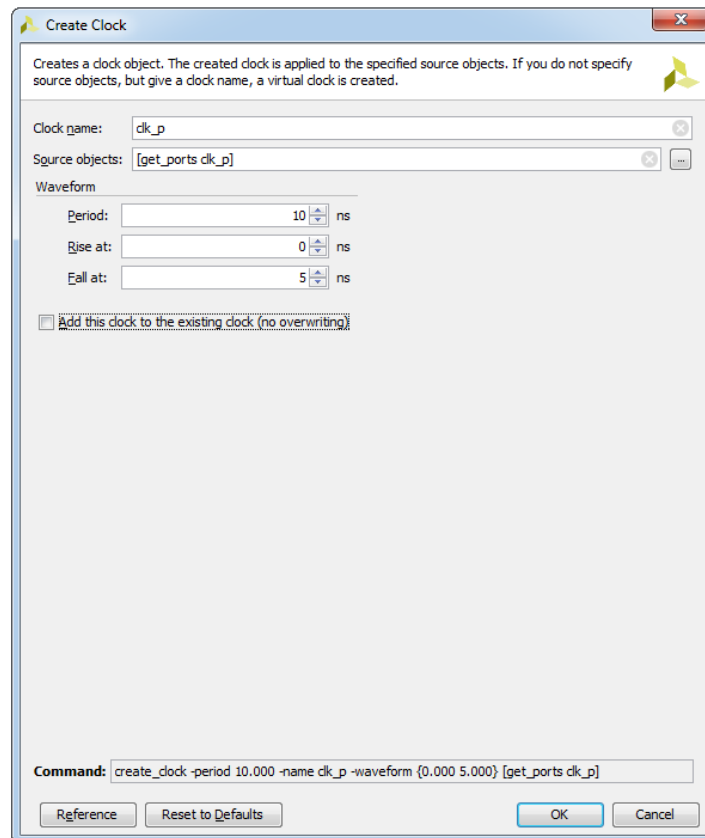 Create Clock
Creates a clock object. The created clock is applied to the specified source objects. If you do not specify
source objects, but give a clock name, a virtual clock is created.
Clock name: clk_p
Source objects: [get_ports clk_p] ...
Waveform
Period: 10 ns
Rise at: 0 ns
Fall at: 5 ns
Add this clock to the existing clock (no overwriting)
Command: create_clock -period 10.000 -name clk_p -waveform {0.000 5.000} [get_ports clk_p]
Reference Reset to Defaults OK Cancel